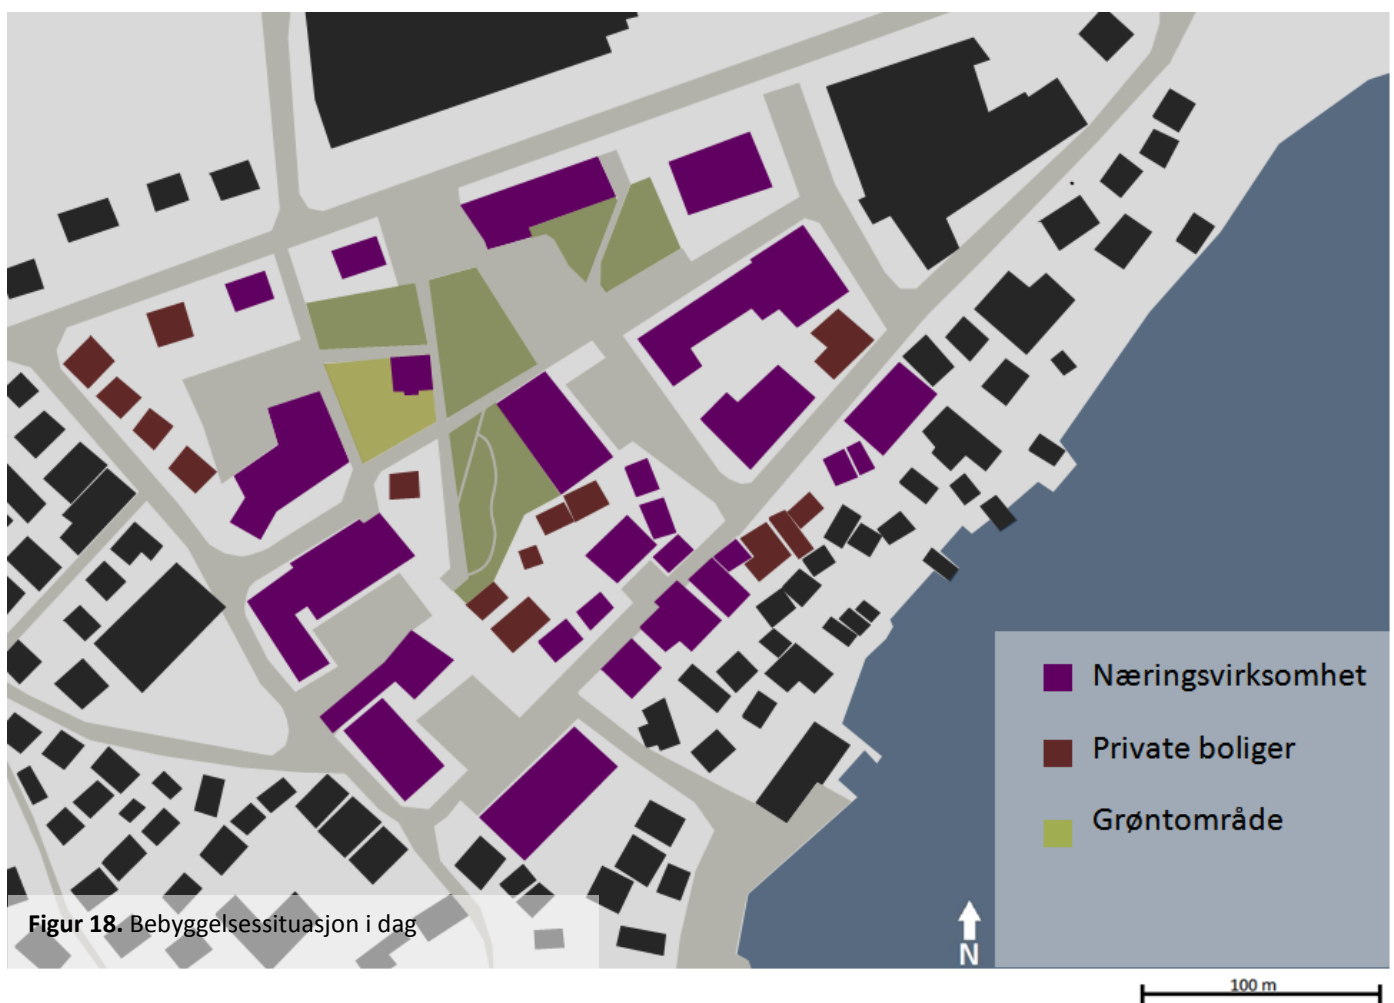 Næringsvirksomhet
Private boliger
Grøntområde
Figur 18. Bebyggelsessituasjon i dag
N
100 m